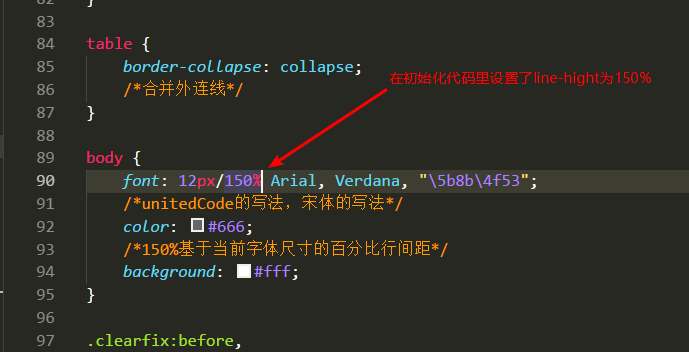 82 }
83
84 table {
85 border-collapse: collapse;
86 /*合并外连线*/
87 }
在初始化代码里设置了line-hight为150%
88
89 body {
90 font: 12px/150% Arial, Verdana, "\5b8b\4f53";
91 /*unitedCode的写法，宋体的写法*/
92 color: #666;
93 /*150%基于当前字体尺寸的百分比行间距*/
94 background: #fff;
95 }
96
97 .clearfix:before,